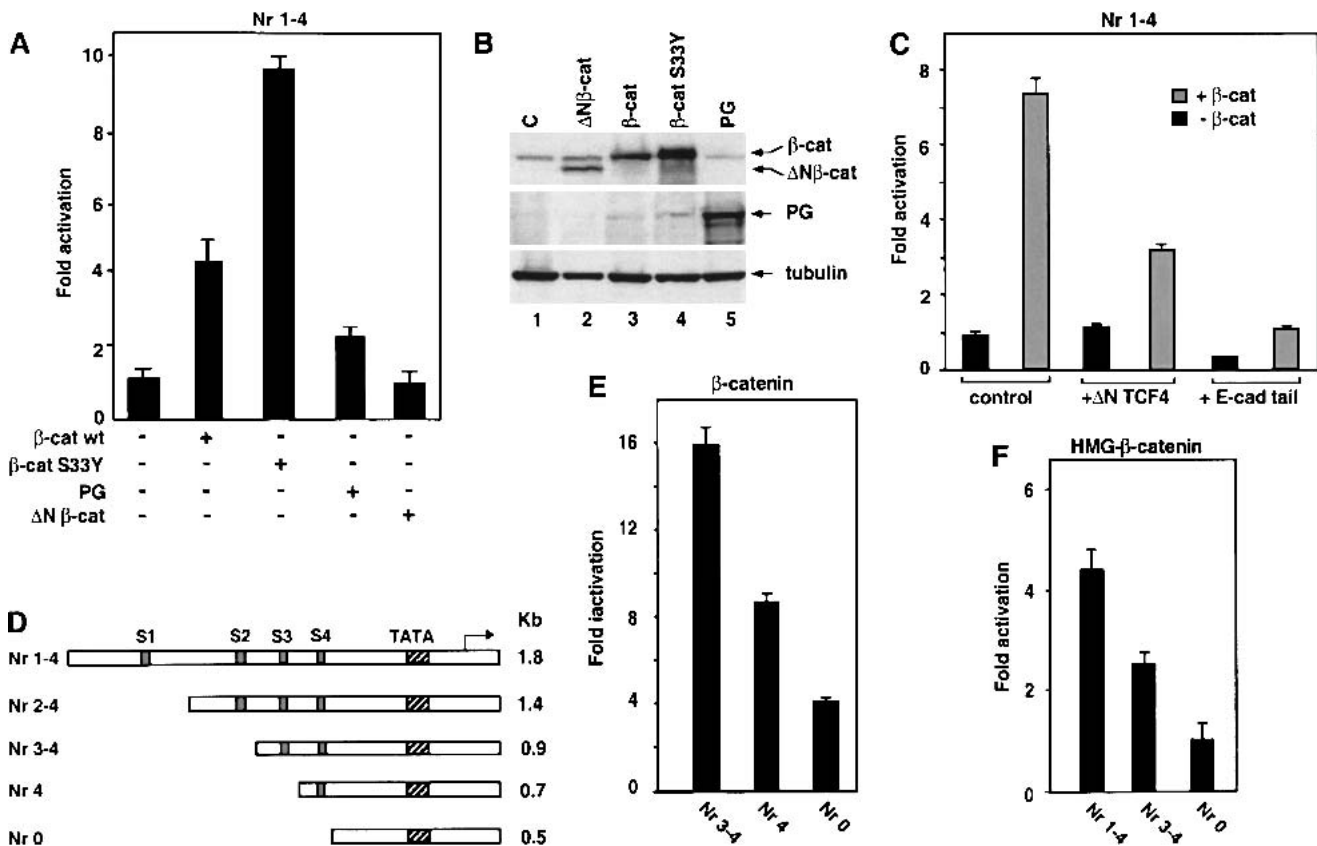 A
Nr 1-4
Fold activation
10
8
6
4
2
0
β-cat wt - + - - -
β-cat S33Y - - + - -
PG - - - + -
ΔN β-cat - - - - +
B
C ΔNβ-cat β-cat β-cat S33Y PG
β-cat
ΔNβ-cat
PG
tubulin
1 2 3 4 5
C
Nr 1-4
Fold activation
8
6
4
2
0
+ β-cat
- β-cat
control +ΔN TCF4 + E-cad tail
D
Kb
S1 S2 S3 S4 TATA
Nr 1-4 1.8
Nr 2-4 1.4
Nr 3-4 0.9
Nr 4 0.7
Nr 0 0.5
E
β-catenin
Fold iactivation
16
12
8
4
0
Nr 3-4 Nr 4 Nr 0
F
HMG-β-catenin
Fold activation
6
4
2
0
Nr 1-4 Nr 3-4 Nr 0